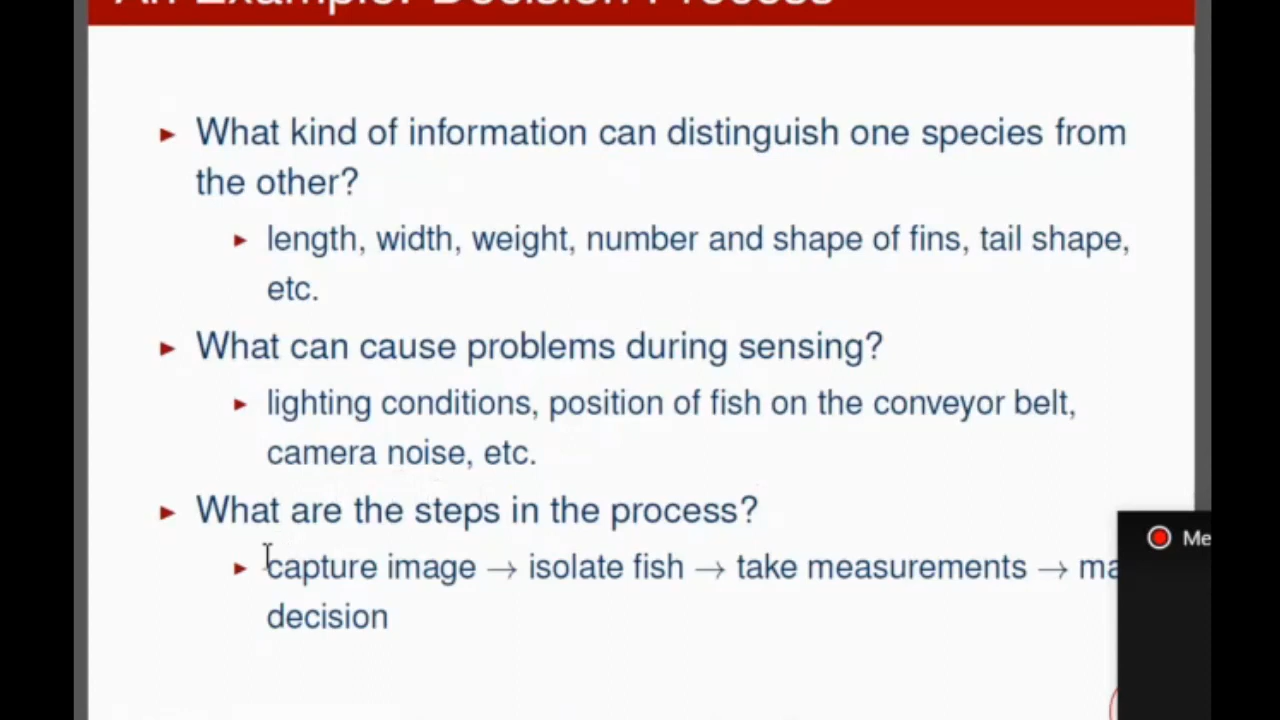 An Example: Decision Process
What kind of information can distinguish one species from
the other?
length, width, weight, number and shape of fins, tail shape,
etc.
What can cause problems during sensing?
lighting conditions, position of fish on the conveyor belt,
camera noise, etc.
What are the steps in the process?
capture image → isolate fish → take measurements → ma
decision
Me